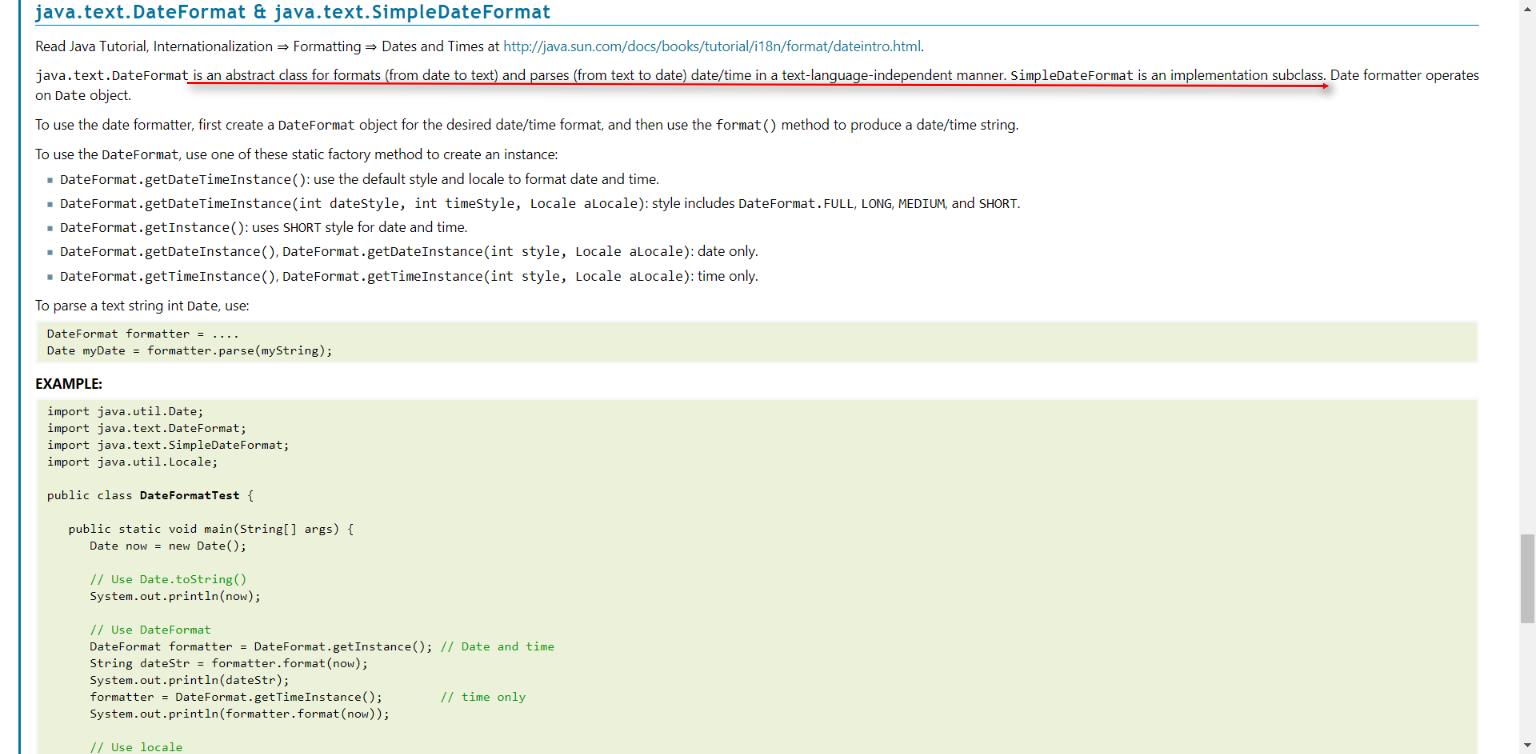 java.text.DateFormat & java.text.SimpleDateFormat
Read Java Tutorial, Internationalization ⇒ Formatting ⇒ Dates and Times at http://java.sun.com/docs/books/tutorial/i18n/format/dateintro.html.
java.text.DateFormat is an abstract class for formats (from date to text) and parses (from text to date) date/time in a text-language-independent manner. SimpleDateFormat is an implementation subclass. Date formatter operates
on Date object.
To use the date formatter, first create a DateFormat object for the desired date/time format, and then use the format() method to produce a date/time string.
To use the DateFormat, use one of these static factory method to create an instance:
▪ DateFormat.getDateTimeInstance(): use the default style and locale to format date and time.
▪ DateFormat.getDateTimeInstance(int dateStyle, int timeStyle, Locale aLocale): style includes DateFormat.FULL, LONG, MEDIUM, and SHORT.
▪ DateFormat.getInstance(): uses SHORT style for date and time.
▪ DateFormat.getDateInstance(), DateFormat.getDateInstance(int style, Locale aLocale): date only.
▪ DateFormat.getTimeInstance(), DateFormat.getTimeInstance(int style, Locale aLocale): time only.
To parse a text string int Date, use:
DateFormat formatter = ....
Date myDate = formatter.parse(myString);
EXAMPLE:
import java.util.Date;
import java.text.DateFormat;
import java.text.SimpleDateFormat;
import java.util.Locale;
public class DateFormatTest {
public static void main(String[] args) {
Date now = new Date();
// Use Date.toString()
System.out.println(now);
// Use DateFormat
DateFormat formatter = DateFormat.getInstance(); // Date and time
String dateStr = formatter.format(now);
System.out.println(dateStr);
formatter = DateFormat.getTimeInstance(); // time only
System.out.println(formatter.format(now));
// Use locale